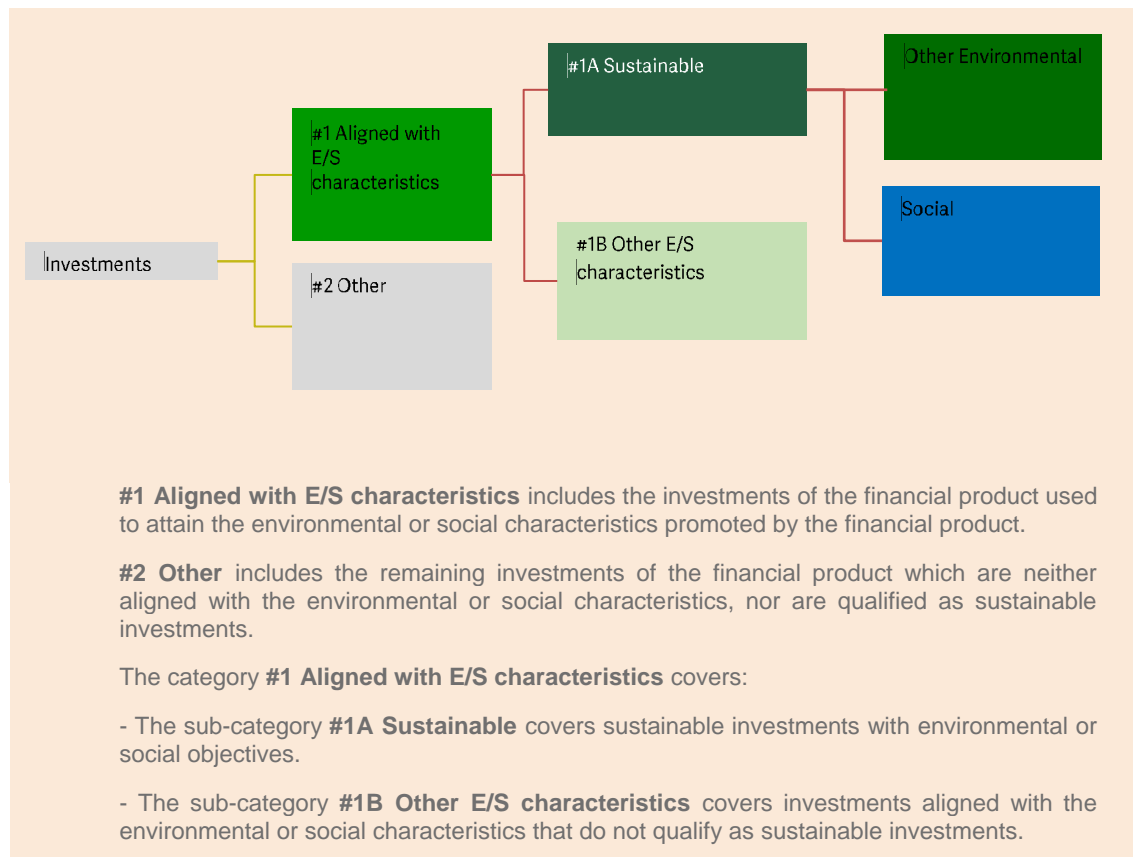 #1A Sustainable
Other Environmental
#1 Aligned with
E/S
characteristics
Social
#1B Other E/S
characteristics
Investments
#2 Other
#1 Aligned with E/S characteristics includes the investments of the financial product used
to attain the environmental or social characteristics promoted by the financial product.
#2 Other includes the remaining investments of the financial product which are neither
aligned with the environmental or social characteristics, nor are qualified as sustainable
investments.
The category #1 Aligned with E/S characteristics covers:
- The sub-category #1A Sustainable covers sustainable investments with environmental or
social objectives.
- The sub-category #1B Other E/S characteristics covers investments aligned with the
environmental or social characteristics that do not qualify as sustainable investments.